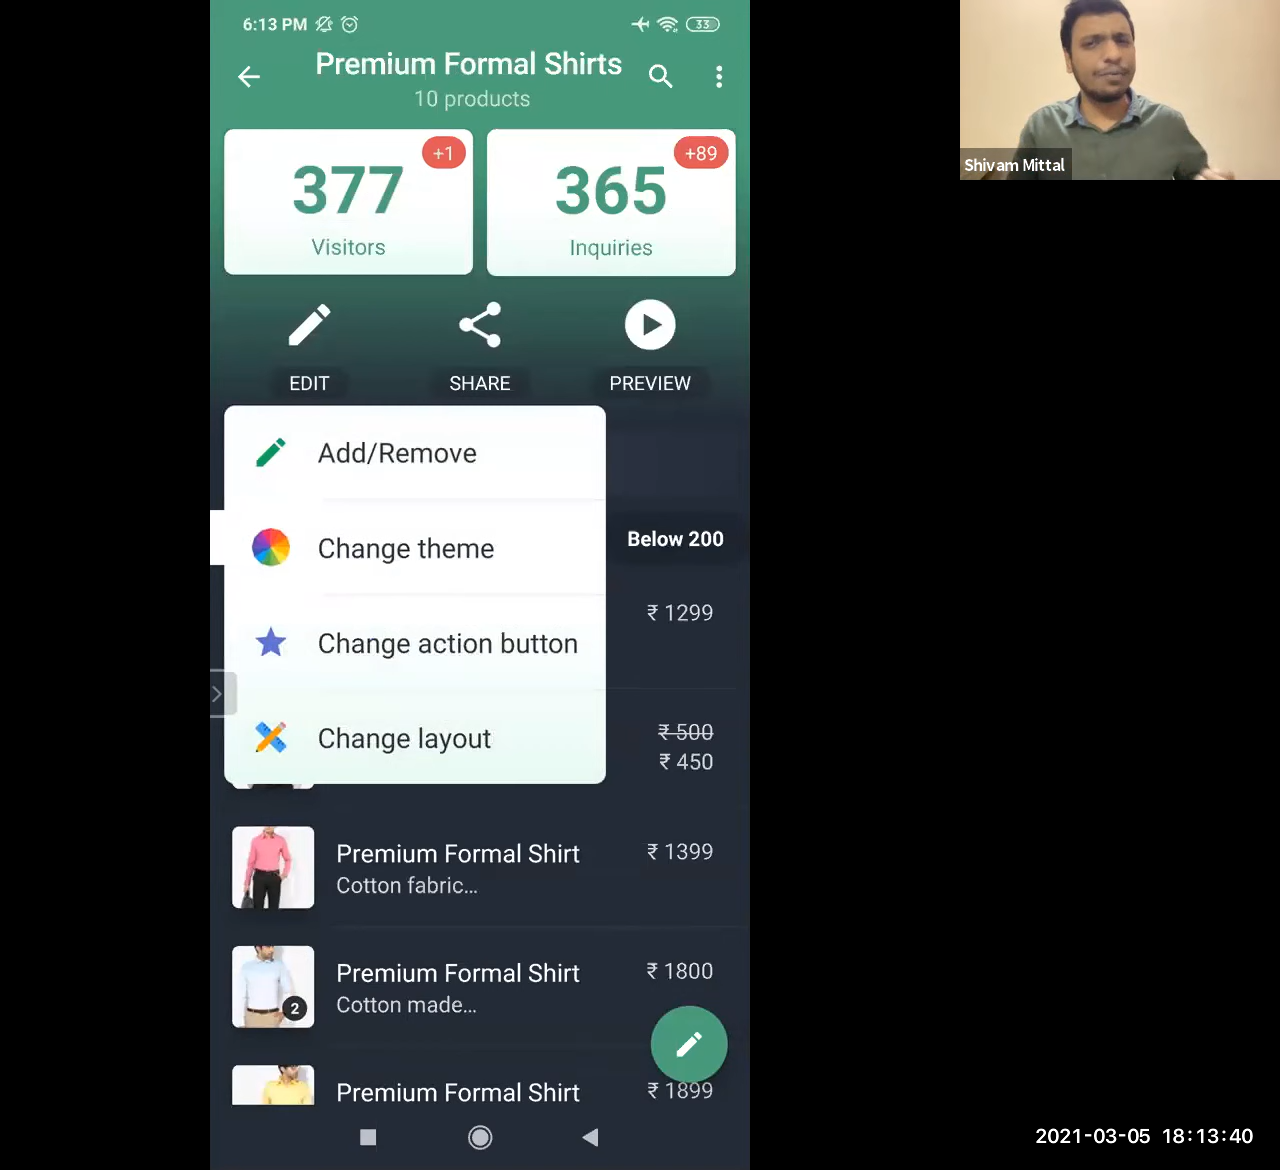 6:13 PM
33
Premium Formal Shirts
10 products
+1
377
Visitors
+89
365
Inquiries
EDIT
SHARE
PREVIEW
Add/Remove
Change theme
Below 200
₹ 1299
Change action button
Change layout
₹ 500
₹ 450
Premium Formal Shirt
₹ 1399
Cotton fabric...
Premium Formal Shirt
₹ 1800
Cotton made...
2
Premium Formal Shirt
₹ 1899
Shivam Mittal
2021-03-05 18:13:40